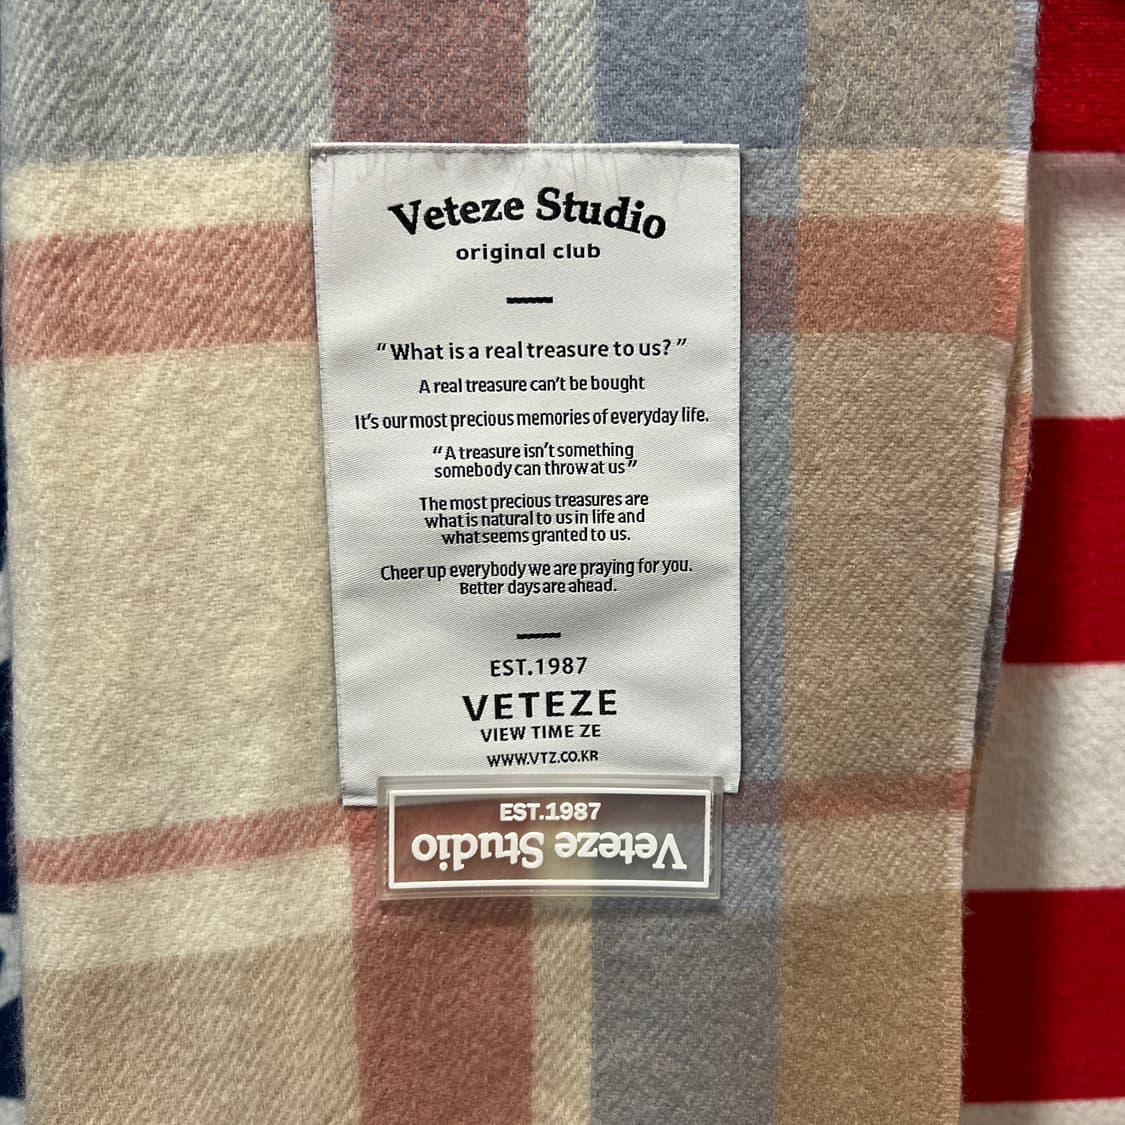 Veteze Studio
original club
“What is a real treasure to us?”
A real treasure can't be bought
It's our most precious memories of everyday life.
“A treasure isn't something
somebody can throw at us”
The most precious treasures are
what is natural to us in life and
what seems granted to us.
Cheer up everybody we are praying for you.
Better days are ahead.
EST.1987
VETEZE
VIEW TIME ZE
WWW.VTZ.CO.KR
EST.1987
Veteze Studio